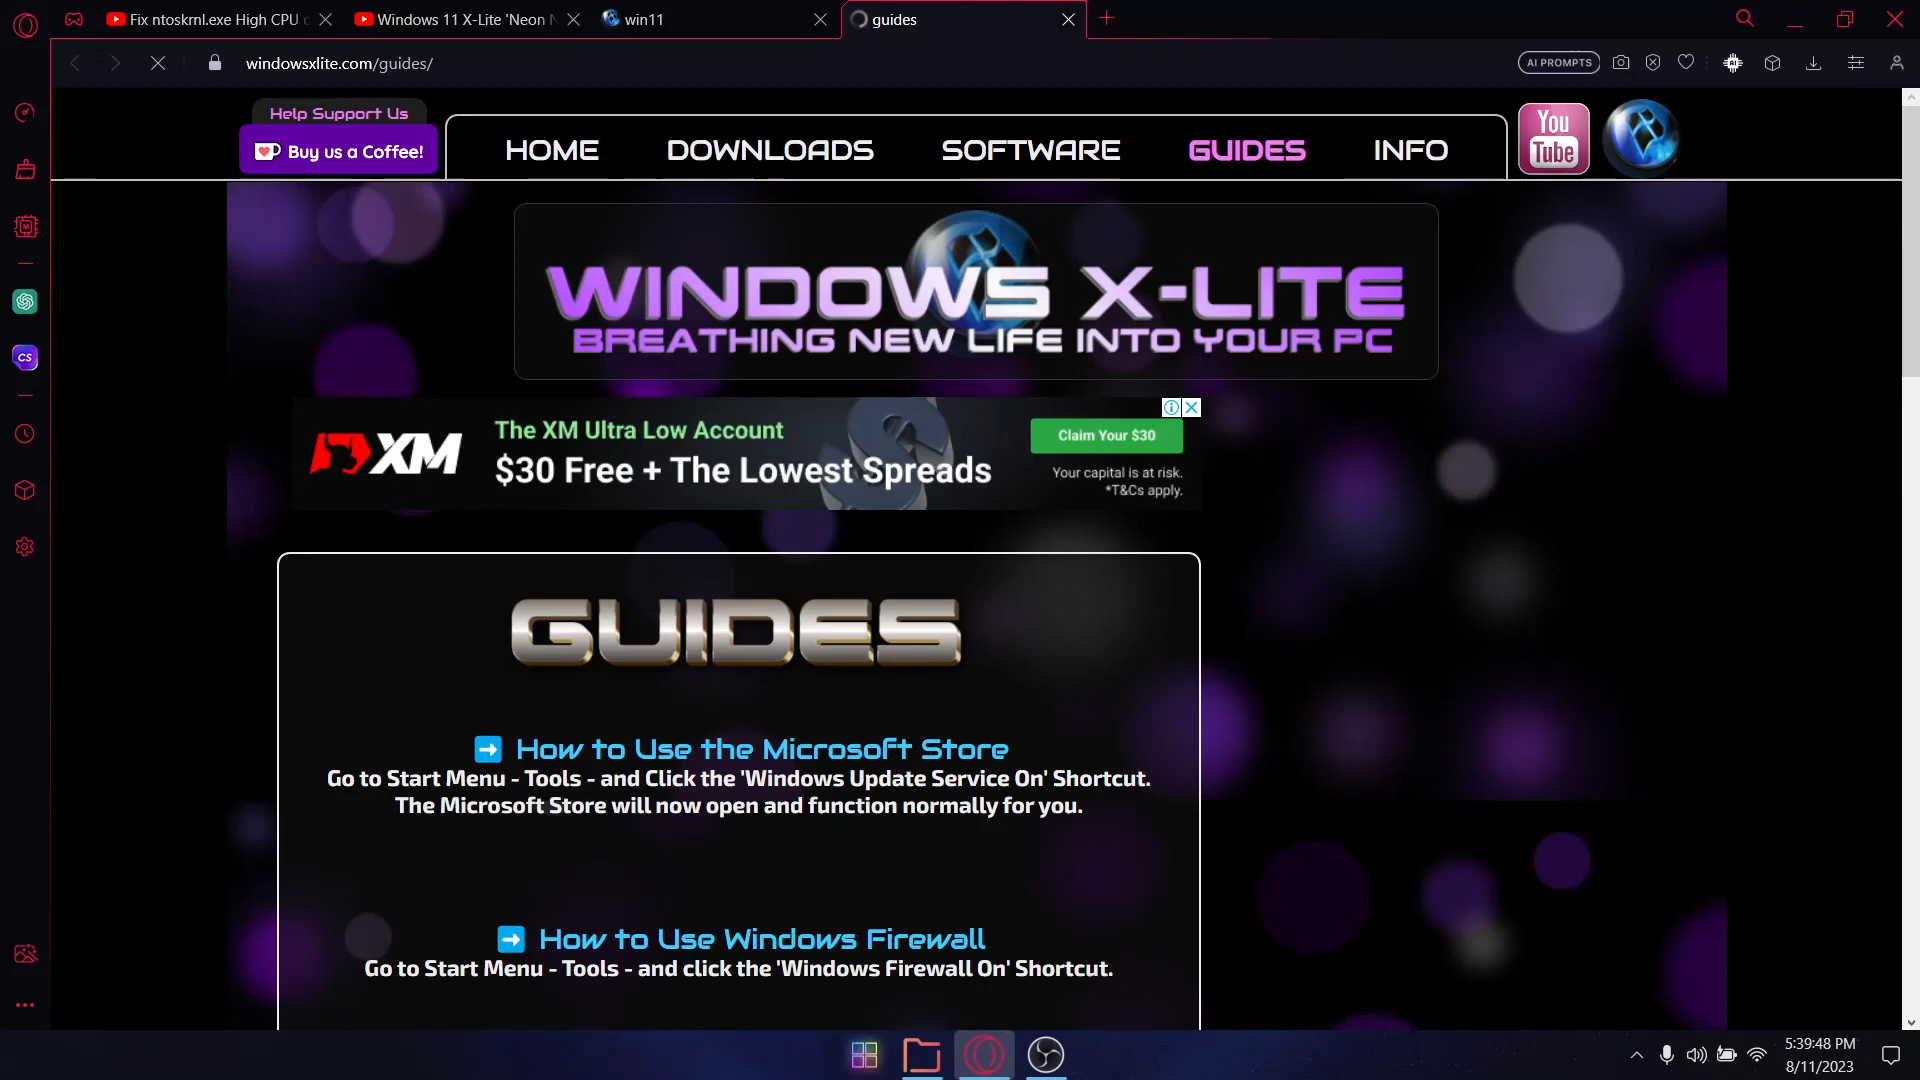 Fix ntoskrnl.exe High CPU
Windows 11 X-Lite 'Neon
win11
guides
windowsxlite.com/guides/
AI PROMPTS
Help Support Us
Buy us a Coffee!
HOME
DOWNLOADS
SOFTWARE
GUIDES
INFO
You
Tube
WINDOWS X-LITE
BREATHING NEW LIFE INTO YOUR PC
XM
The XM Ultra Low Account
$30 Free + The Lowest Spreads
Claim Your $30
Your capital is at risk.
*T&Cs apply.
CS
GUIDES
How to Use the Microsoft Store
Go to Start Menu - Tools - and Click the 'Windows Update Service On' Shortcut.
The Microsoft Store will now open and function normally for you.
How to Use Windows Firewall
Go to Start Menu - Tools - and click the 'Windows Firewall On' Shortcut.
5:39:48 PM
8/11/2023